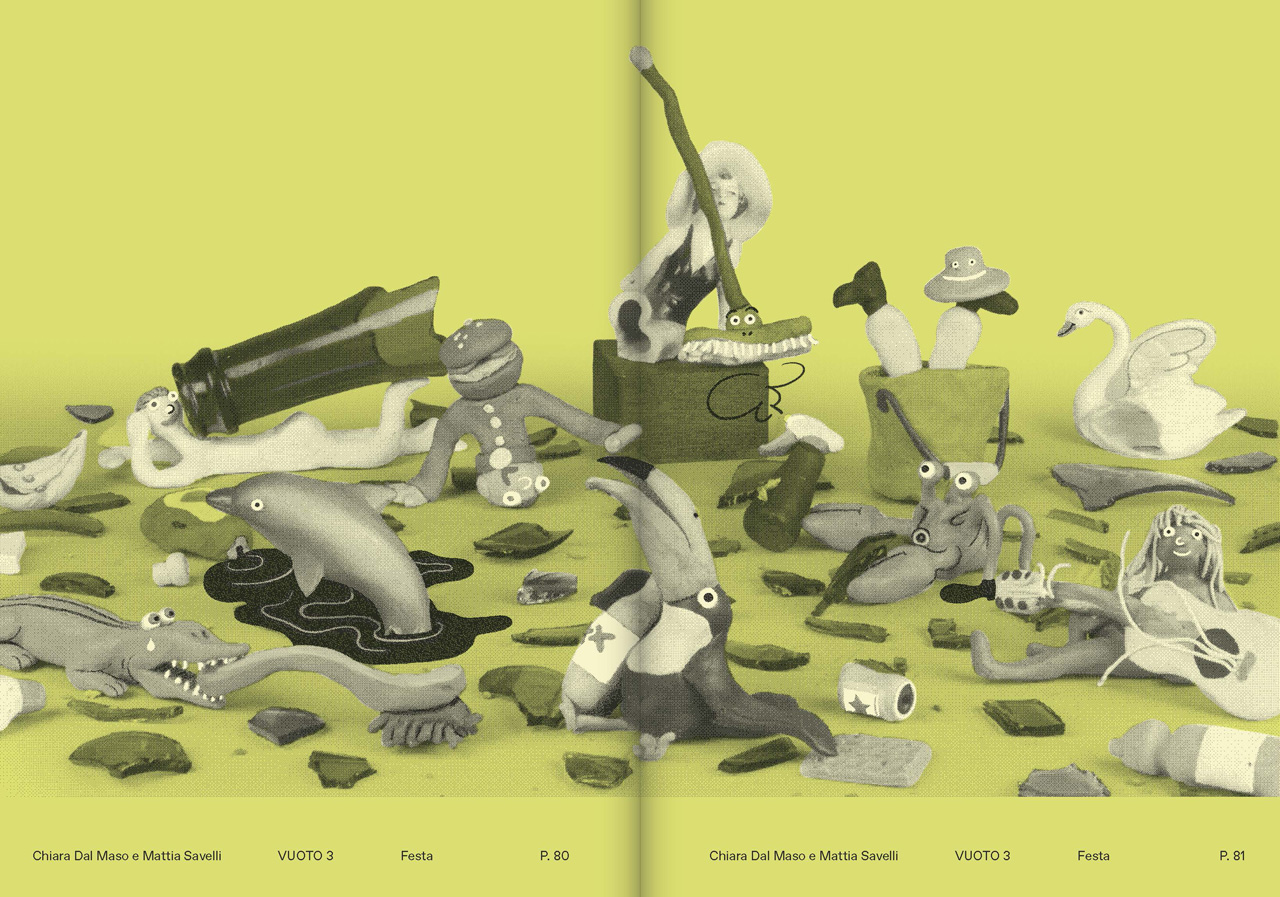 Chiara Dal Maso e Mattia Savelli VUOTO 3 Festa P. 80
Chiara Dal Maso e Mattia Savelli VUOTO 3 Festa P. 81